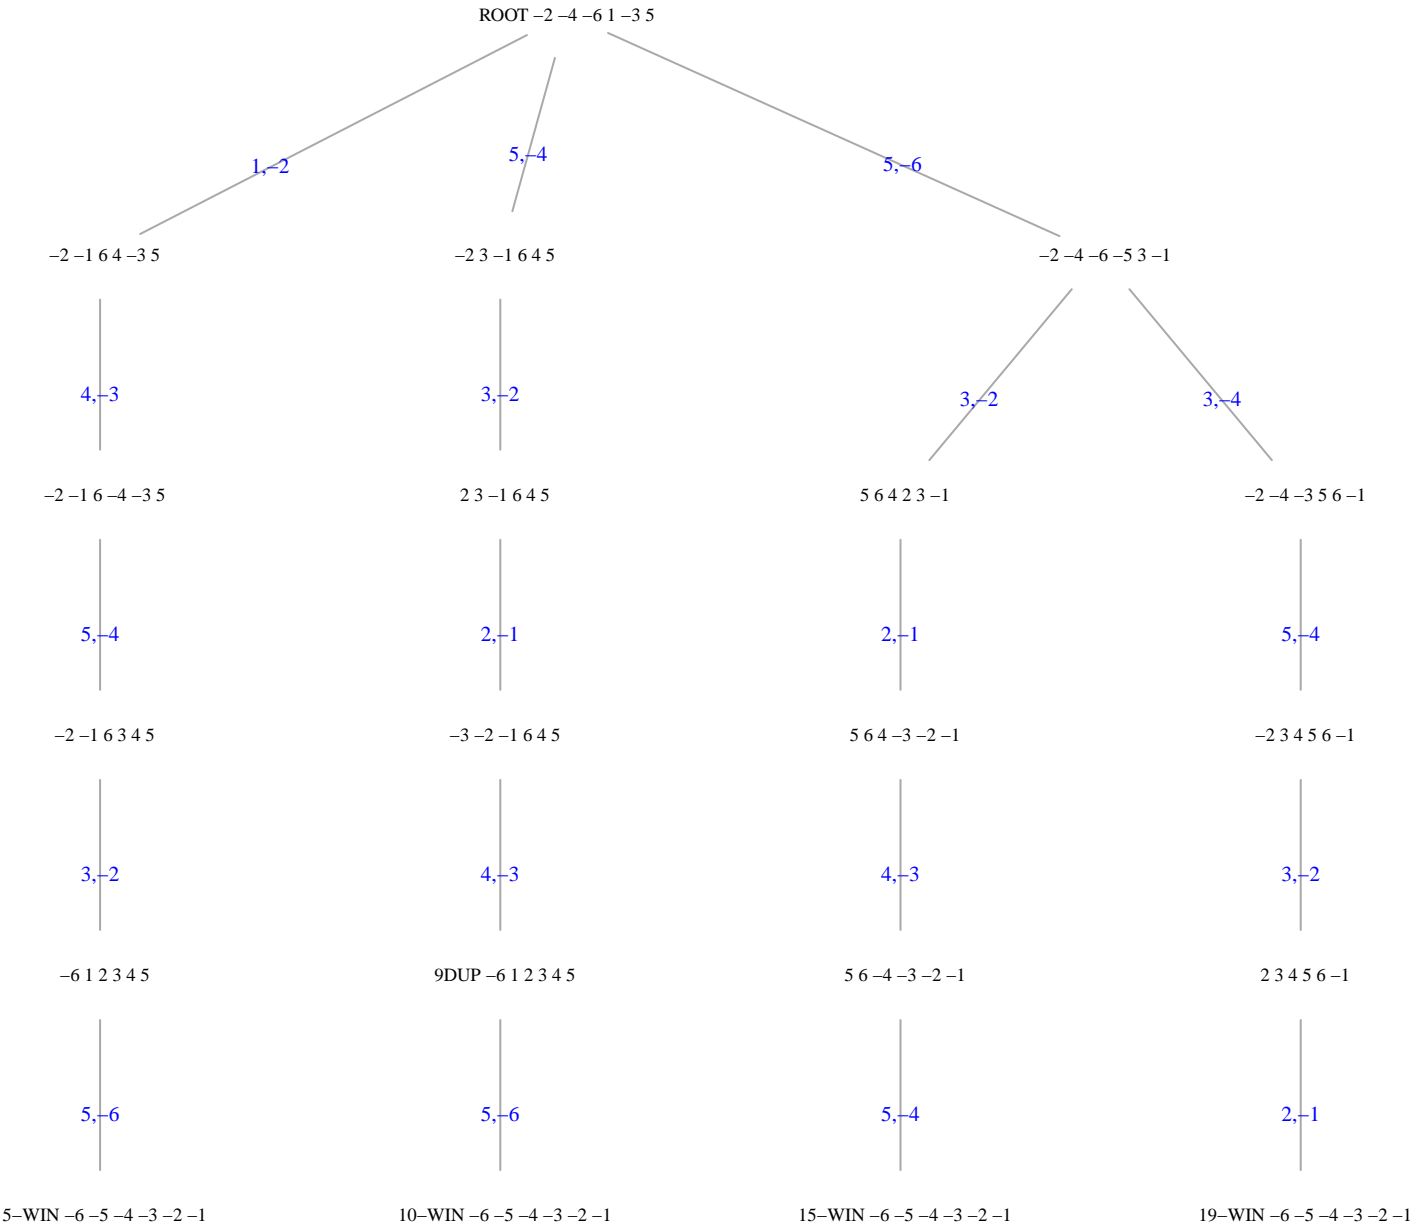 ROOT –2 –4 –6 1 –3 5
1,–2
5,–4
5,–6
–2 –1 6 4 –3 5
–2 3 –1 6 4 5
–2 –4 –6 –5 3 –1
4,–3
3,–2
3,–2
3,–4
–2 –1 6 –4 –3 5
2 3 –1 6 4 5
5 6 4 2 3 –1
–2 –4 –3 5 6 –1
5,–4
2,–1
2,–1
5,–4
–2 –1 6 3 4 5
–3 –2 –1 6 4 5
5 6 4 –3 –2 –1
–2 3 4 5 6 –1
3,–2
4,–3
4,–3
3,–2
–6 1 2 3 4 5
9DUP –6 1 2 3 4 5
5 6 –4 –3 –2 –1
2 3 4 5 6 –1
5,–6
5,–6
5,–4
2,–1
5–WIN –6 –5 –4 –3 –2 –1
10–WIN –6 –5 –4 –3 –2 –1
15–WIN –6 –5 –4 –3 –2 –1
19–WIN –6 –5 –4 –3 –2 –1